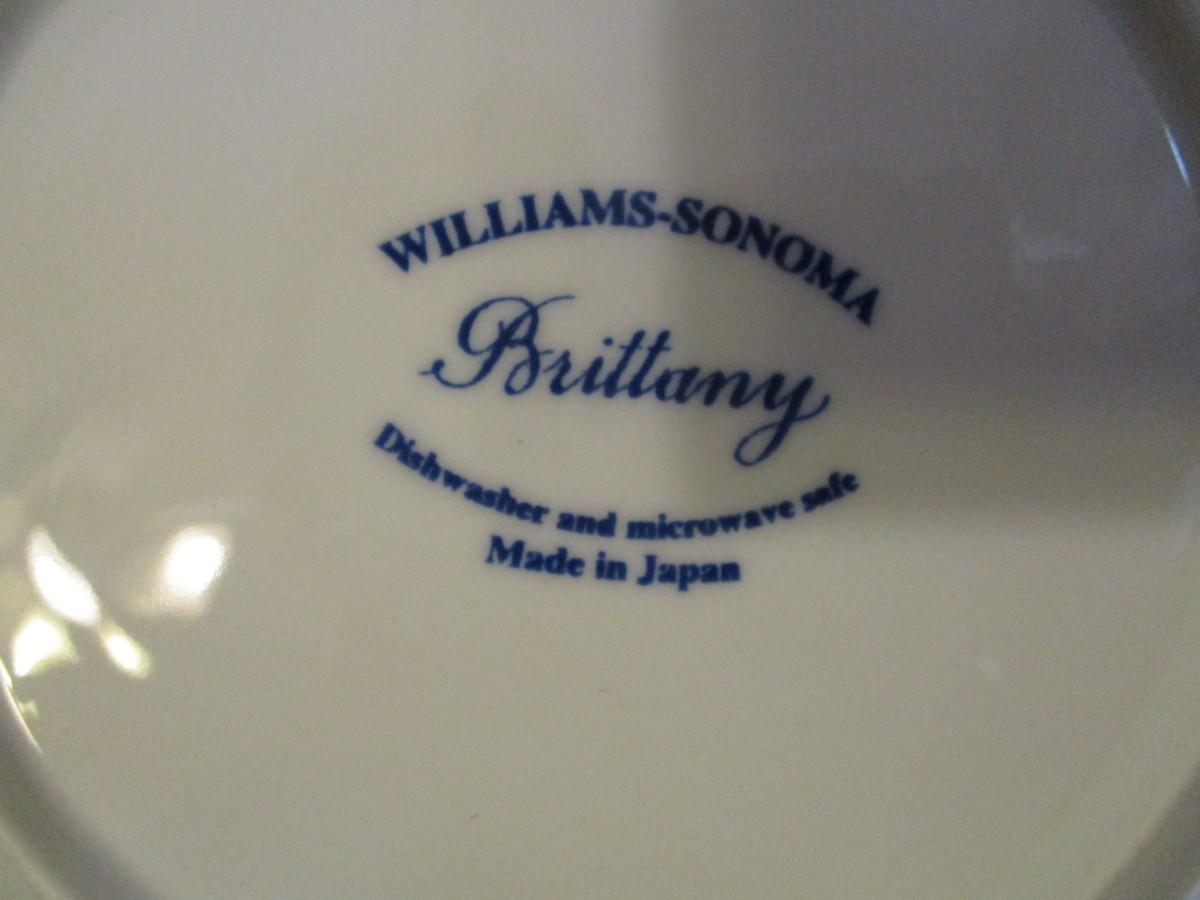 WILLIAMS-SONOMA
Brittany
Dishwasher and microwave safe
Made in Japan